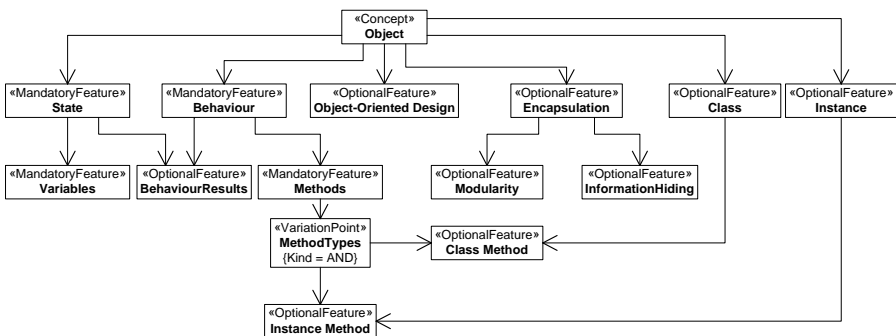 «Concept»
Object
«MandatoryFeature»
State
«MandatoryFeature»
Behaviour
«OptionalFeature»
Object-Oriented Design
«OptionalFeature»
Encapsulation
«OptionalFeature»
Class
«OptionalFeature»
Instance
«MandatoryFeature»
Variables
«OptionalFeature»
BehaviourResults
«MandatoryFeature»
Methods
«OptionalFeature»
Modularity
«OptionalFeature»
InformationHiding
«VariationPoint»
MethodTypes
{Kind = AND}
«OptionalFeature»
Class Method
«OptionalFeature»
Instance Method